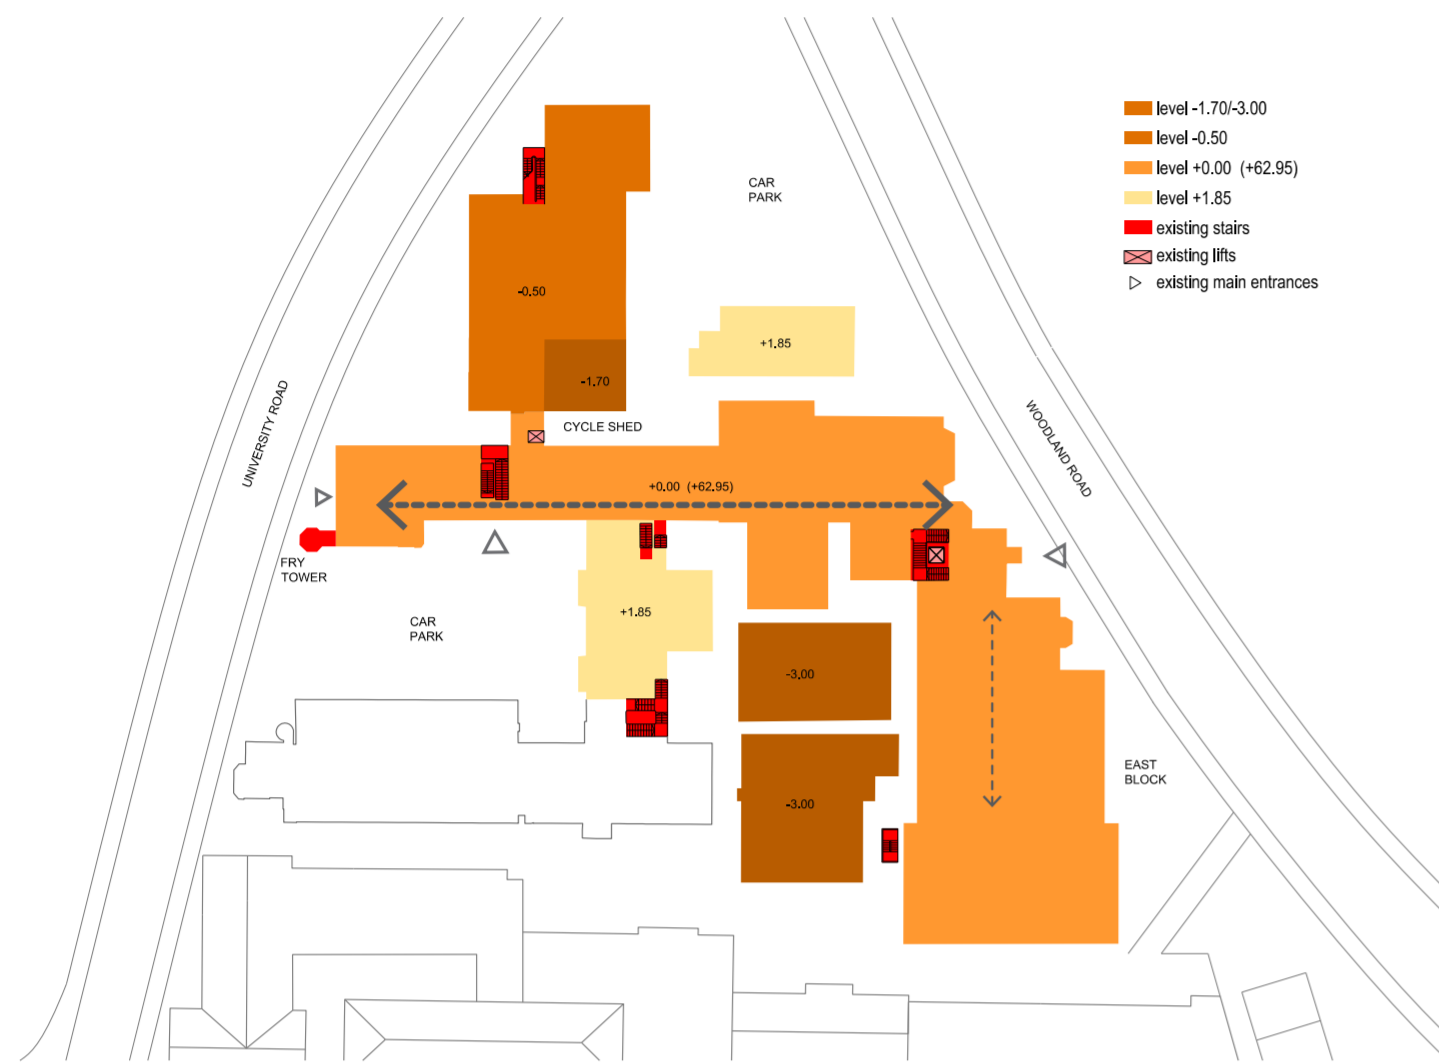 level -1.70/-3.00
level -0.50
level +0.00 (+62.95)
level +1.85
existing stairs
existing lifts
existing main entrances
CAR
PARK
-0.50
+1.85
-1.70
UNIVERSITY ROAD
WOODLAND ROAD
CYCLE SHED
+0.00 (+62.95)
FRY
TOWER
CAR
PARK
+1.85
-3.00
EAST
BLOCK
-3.00